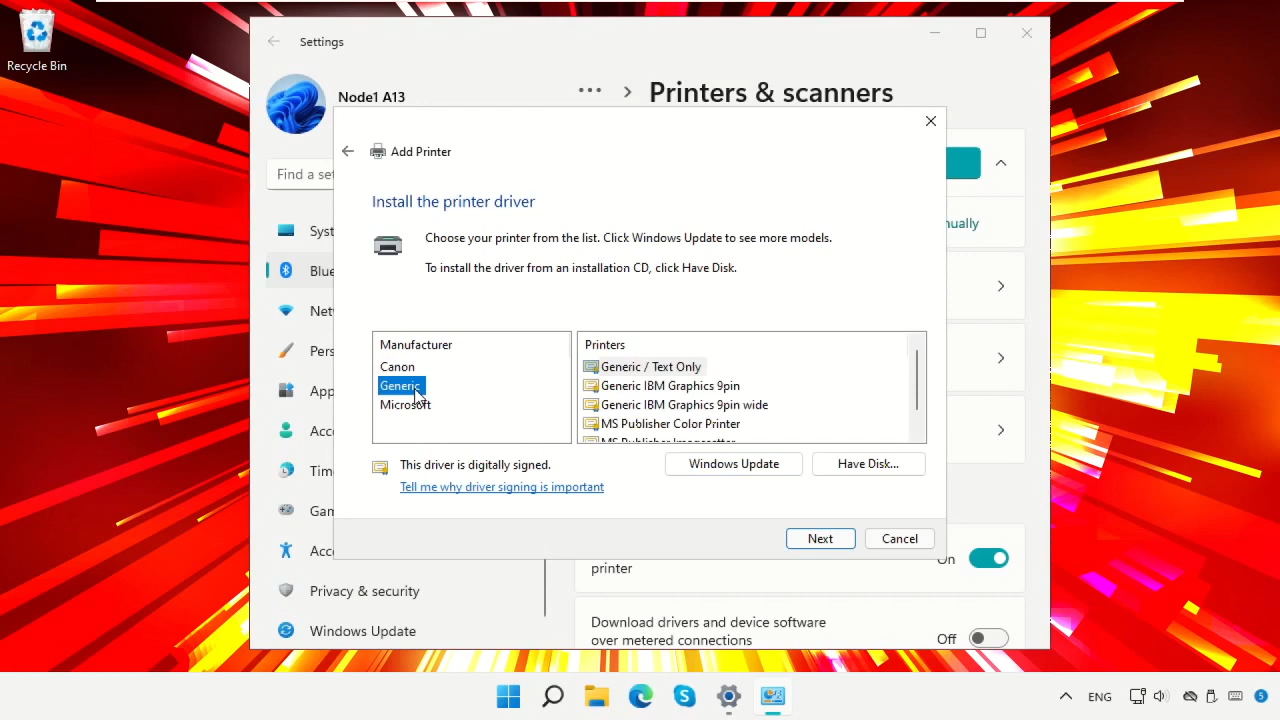 Recycle Bin
Settings
Node1 A13
Printers & scanners
Find a set
nually
Syst
Blue
Net
Pers
App
Acc
Time
Gam
Acc
Privacy & security
Windows Update
Add Printer
Install the printer driver
Choose your printer from the list. Click Windows Update to see more models.
To install the driver from an installation CD, click Have Disk.
Manufacturer
Canon
Generic
Microsoft
Printers
Generic / Text Only
Generic IBM Graphics 9pin
Generic IBM Graphics 9pin wide
MS Publisher Color Printer
MS Publisher Imagesetter
This driver is digitally signed.
Tell me why driver signing is important
Windows Update
Have Disk...
Next
Cancel
printer
On
Download drivers and device software
over metered connections
Off
ENG
5